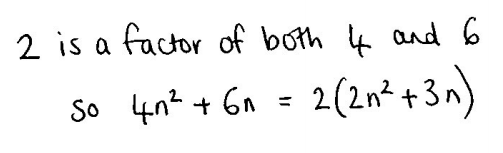 2 is a factor of both 4 and 6
so 4n² + 6n = 2(2n² + 3n)